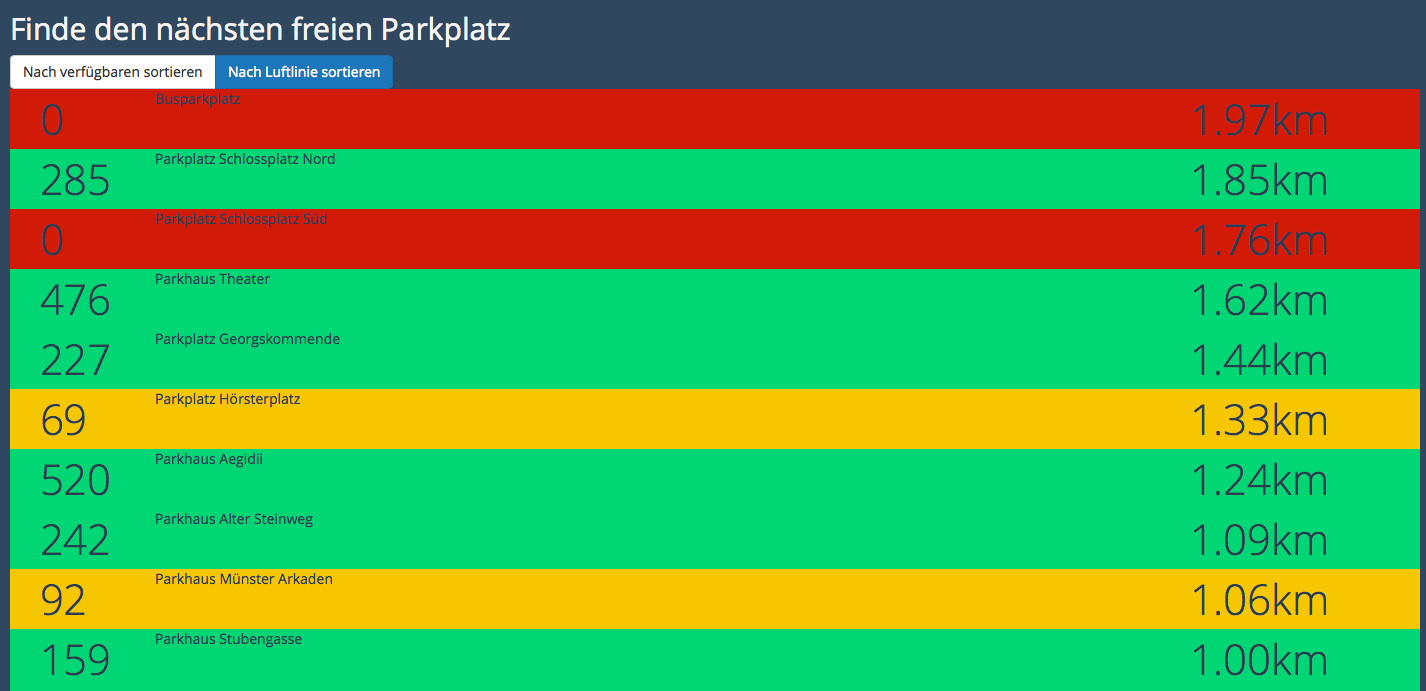 Finde den nächsten freien Parkplatz
Nach verfügbaren sortieren Nach Luftlinie sortieren
0 Busparkplatz 1.97km
285 Parkplatz Schlossplatz Nord 1.85km
0 Parkplatz Schlossplatz Süd 1.76km
476 Parkhaus Theater 1.62km
227 Parkplatz Georgskommende 1.44km
69 Parkplatz Hörsterplatz 1.33km
520 Parkhaus Aegidii 1.24km
242 Parkhaus Alter Steinweg 1.09km
92 Parkhaus Münster Arkaden 1.06km
159 Parkhaus Stubengasse 1.00km